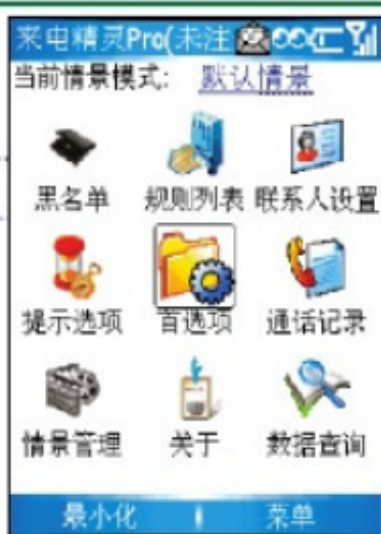 来电精灵Pro(未注
当前情景模式: 默认情景
黑名单 规则列表 联系人设置
提示选项 首选项 通话记录
情景管理 关于 数据查询
最小化 菜单